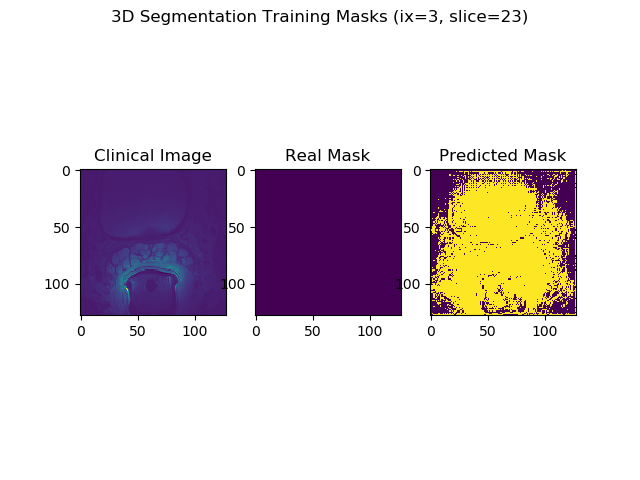 3D Segmentation Training Masks (ix=3, slice=23)
Clinical Image Real Mask Predicted Mask
0 0 0
50 50 50
100 100 100
0 50 100 0 50 100 0 50 100